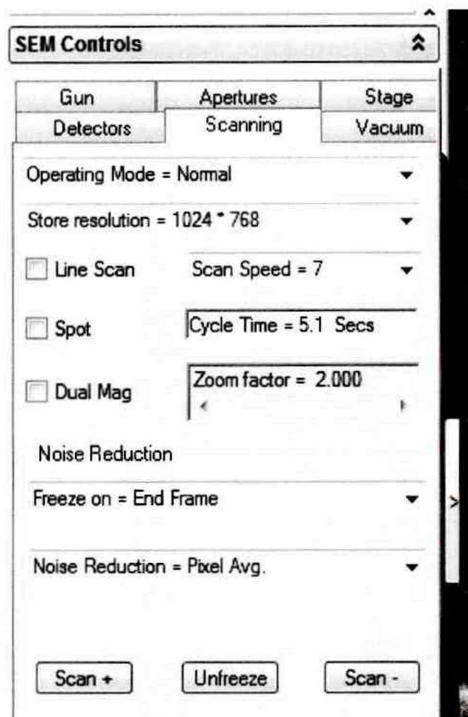 SEM Controls
Gun Apertures Stage
Detectors Scanning Vacuum
Operating Mode = Normal
Store resolution = 1024 * 768
Line Scan Scan Speed = 7
Spot Cycle Time = 5.1 Secs
Dual Mag Zoom factor = 2.000
Noise Reduction
Freeze on = End Frame
Noise Reduction = Pixel Avg.
Scan + Unfreeze Scan -